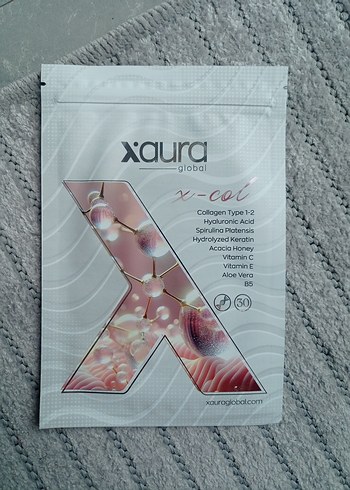 xaura
global
x-col
Collagen Type 1-2
Hyaluronic Acid
Spirulina Platensis
Hydrolyzed Keratin
Acacia Honey
Vitamin C
Vitamin E
Aloe Vera
B5
30
xauraglobal.com